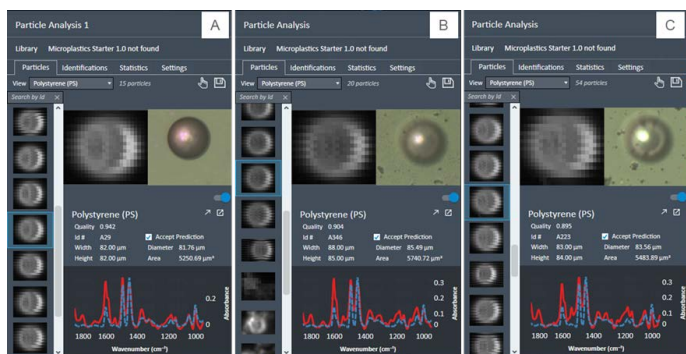 Particle Analysis 1
A
Library Microplastics Starter 1.0 not found
Particles Identifications Statistics Settings
View Polystyrene (PS) 15 particles
Search by Id
Polystyrene (PS)
Quality 0.942
Id # A29 Accept Prediction
Width 82.00 µm Diameter 81.76 µm
Height 82.00 µm Area 5250.69 µm²
0.2
0.1
0
Absorbance
1800 1600 1400 1200 1000
Wavenumber (cm⁻¹)
Particle Analysis
B
Library Microplastics Starter 1.0 not found
Particles Identifications Statistics Settings
View Polystyrene (PS) 20 particles
Search by Id
Polystyrene (PS)
Quality 0.904
Id # A346 Accept Prediction
Width 88.00 µm Diameter 85.49 µm
Height 85.00 µm Area 5740.72 µm²
0.3
0.2
0.1
0
Absorbance
1800 1600 1400 1200 1000
Wavenumber (cm⁻¹)
Particle Analysis
C
Library Microplastics Starter 1.0 not found
Particles Identifications Statistics Settings
View Polystyrene (PS) 54 particles
Search by Id
Polystyrene (PS)
Quality 0.895
Id # A223 Accept Prediction
Width 83.00 µm Diameter 83.56 µm
Height 84.00 µm Area 5483.89 µm²
0.3
0.2
0.1
0
Absorbance
1800 1600 1400 1200 1000
Wavenumber (cm⁻¹)